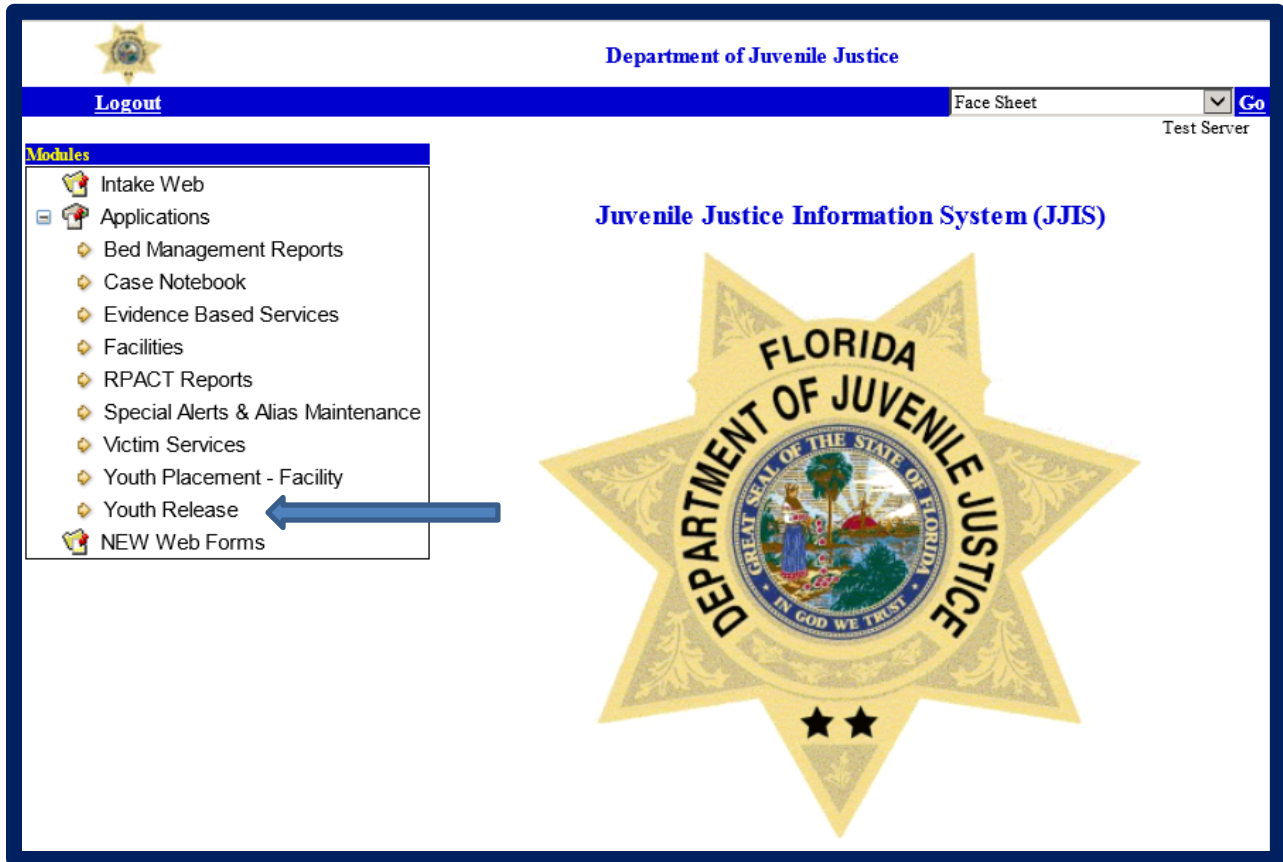 Department of Juvenile Justice
Logout
Face Sheet
Go
Test Server
Modules
Intake Web
Applications
Bed Management Reports
Case Notebook
Evidence Based Services
Facilities
RPACT Reports
Special Alerts & Alias Maintenance
Victim Services
Youth Placement - Facility
Youth Release
NEW Web Forms
Juvenile Justice Information System (JJIS)
FLORIDA
DEPARTMENT OF JUVENILE JUSTICE
GREAT SEAL OF THE STATE OF FLORIDA
IN GOD WE TRUST